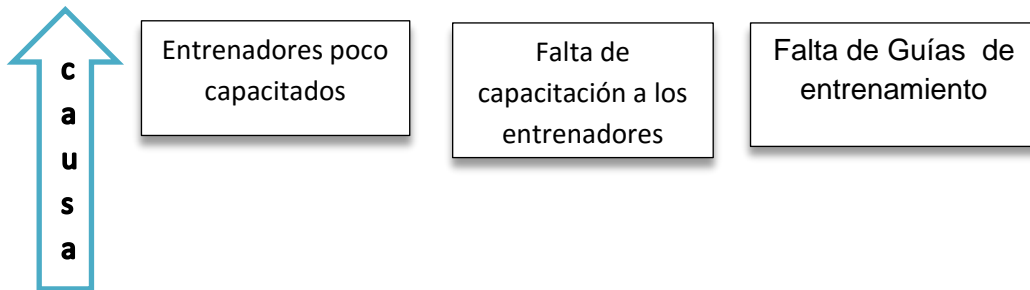 c
a
u
s
a
Entrenadores poco
capacitados
Falta de
capacitación a los
entrenadores
Falta de Guías de
entrenamiento